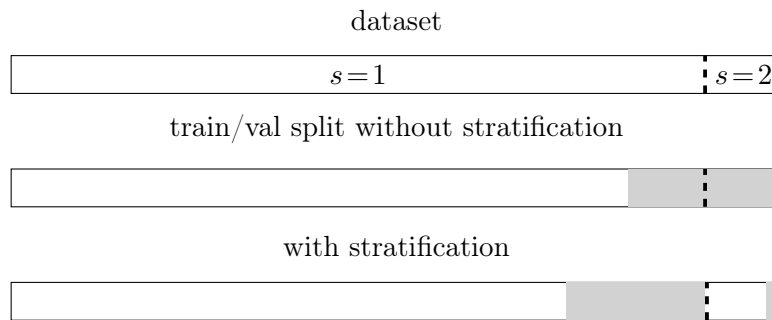 dataset
s=1 s=2
train/val split without stratification
with stratification